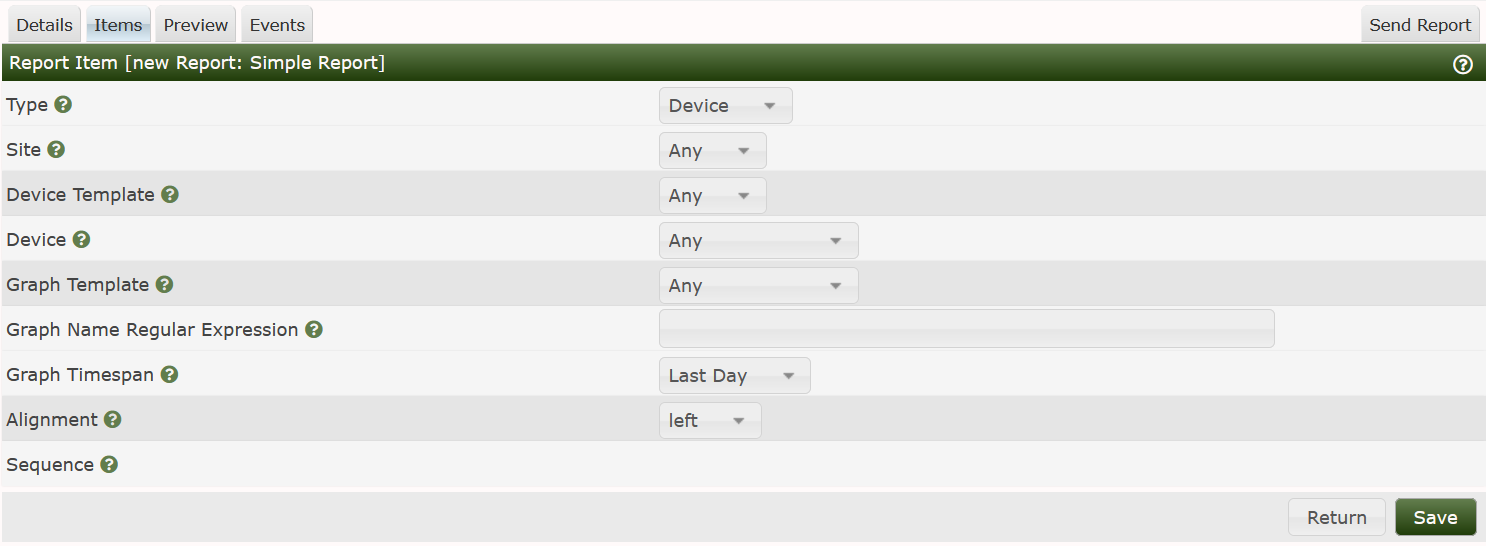 Details Items Preview Events Send Report
Report Item [new Report: Simple Report] ?
Type ? Device
Site ? Any
Device Template ? Any
Device ? Any
Graph Template ? Any
Graph Name Regular Expression ?
Graph Timespan ? Last Day
Alignment ? left
Sequence ?
Return Save